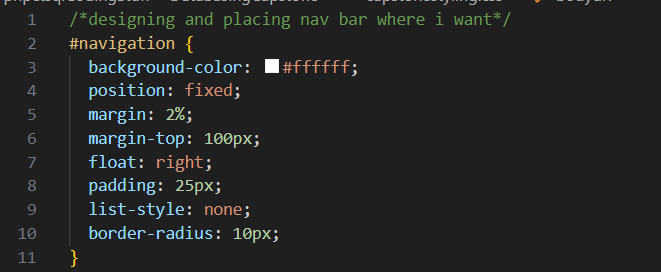 1 /*designing and placing nav bar where i want*/
2 #navigation {
3 background-color: #ffffff;
4 position: fixed;
5 margin: 2%;
6 margin-top: 100px;
7 float: right;
8 padding: 25px;
9 list-style: none;
10 border-radius: 10px;
11 }